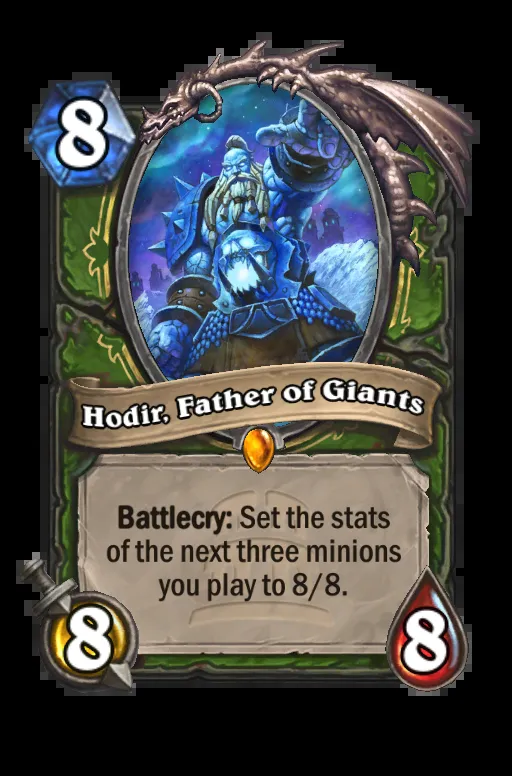 8
Hodir, Father of Giants
Battlecry: Set the stats
of the next three minions
you play to 8/8.
8
8